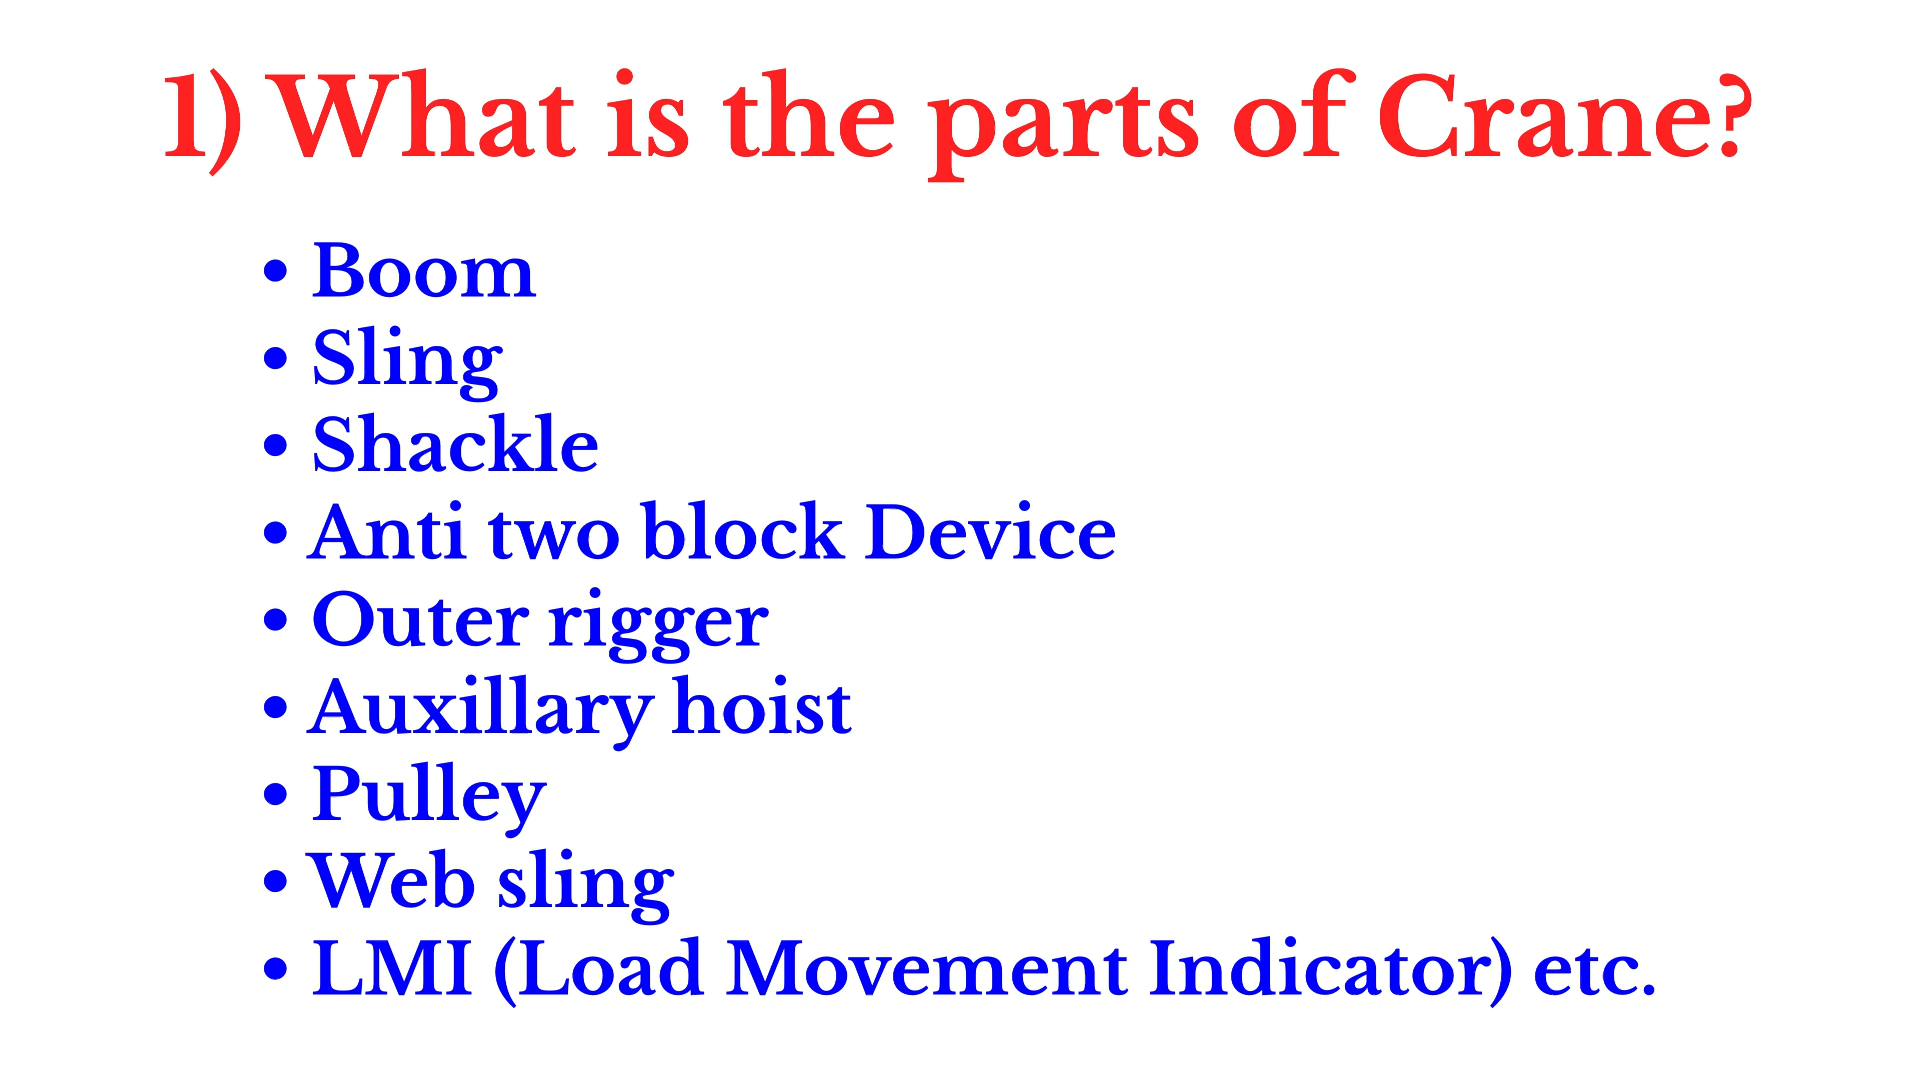 1) What is the parts of Crane?
• Boom
• Sling
• Shackle
• Anti two block Device
• Outer rigger
• Auxillary hoist
• Pulley
• Web sling
• LMI (Load Movement Indicator) etc.